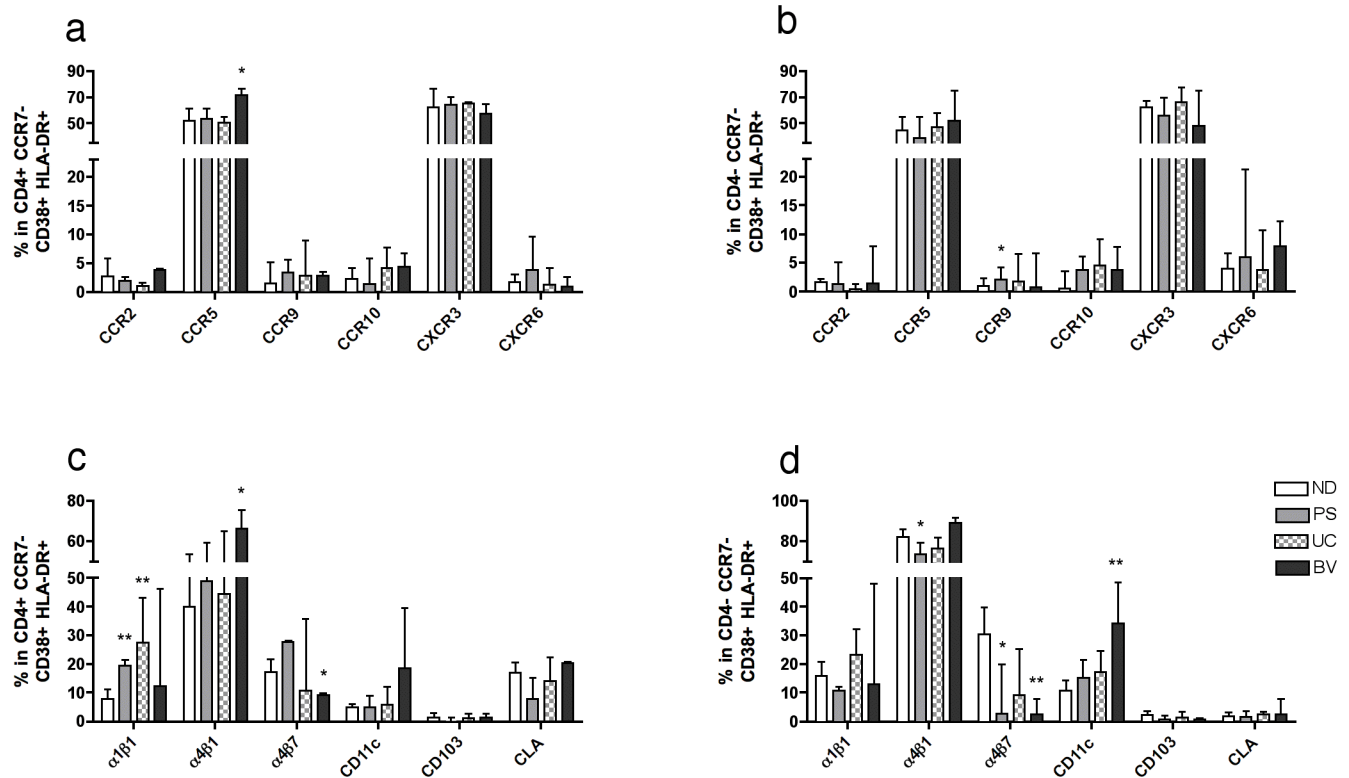 a
% in CD4+ CCR7-
CD38+ HLA-DR+
90
70
50
20
15
10
5
0
*
CCR2
CCR5
CCR9
CCR10
CXCR3
CXCR6
b
% in CD4- CCR7-
CD38+ HLA-DR+
90
70
50
20
15
10
5
0
*
CCR2
CCR5
CCR9
CCR10
CXCR3
CXCR6
c
% in CD4+ CCR7-
CD38+ HLA-DR+
80
60
50
40
30
20
10
0
**
**
*
*
α1β1
α4β1
α4β7
CD11c
CD103
CLA
d
% in CD4- CCR7-
CD38+ HLA-DR+
100
80
60
50
40
30
20
10
0
*
*
**
**
α1β1
α4β1
α4β7
CD11c
CD103
CLA
ND
PS
UC
BV